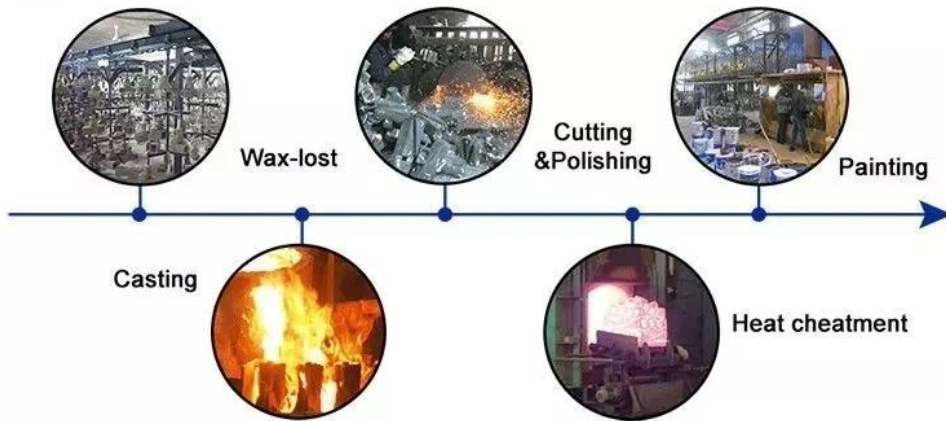 Wax-lost
Cutting
&Polishing
Painting
Casting
Heat cheatment